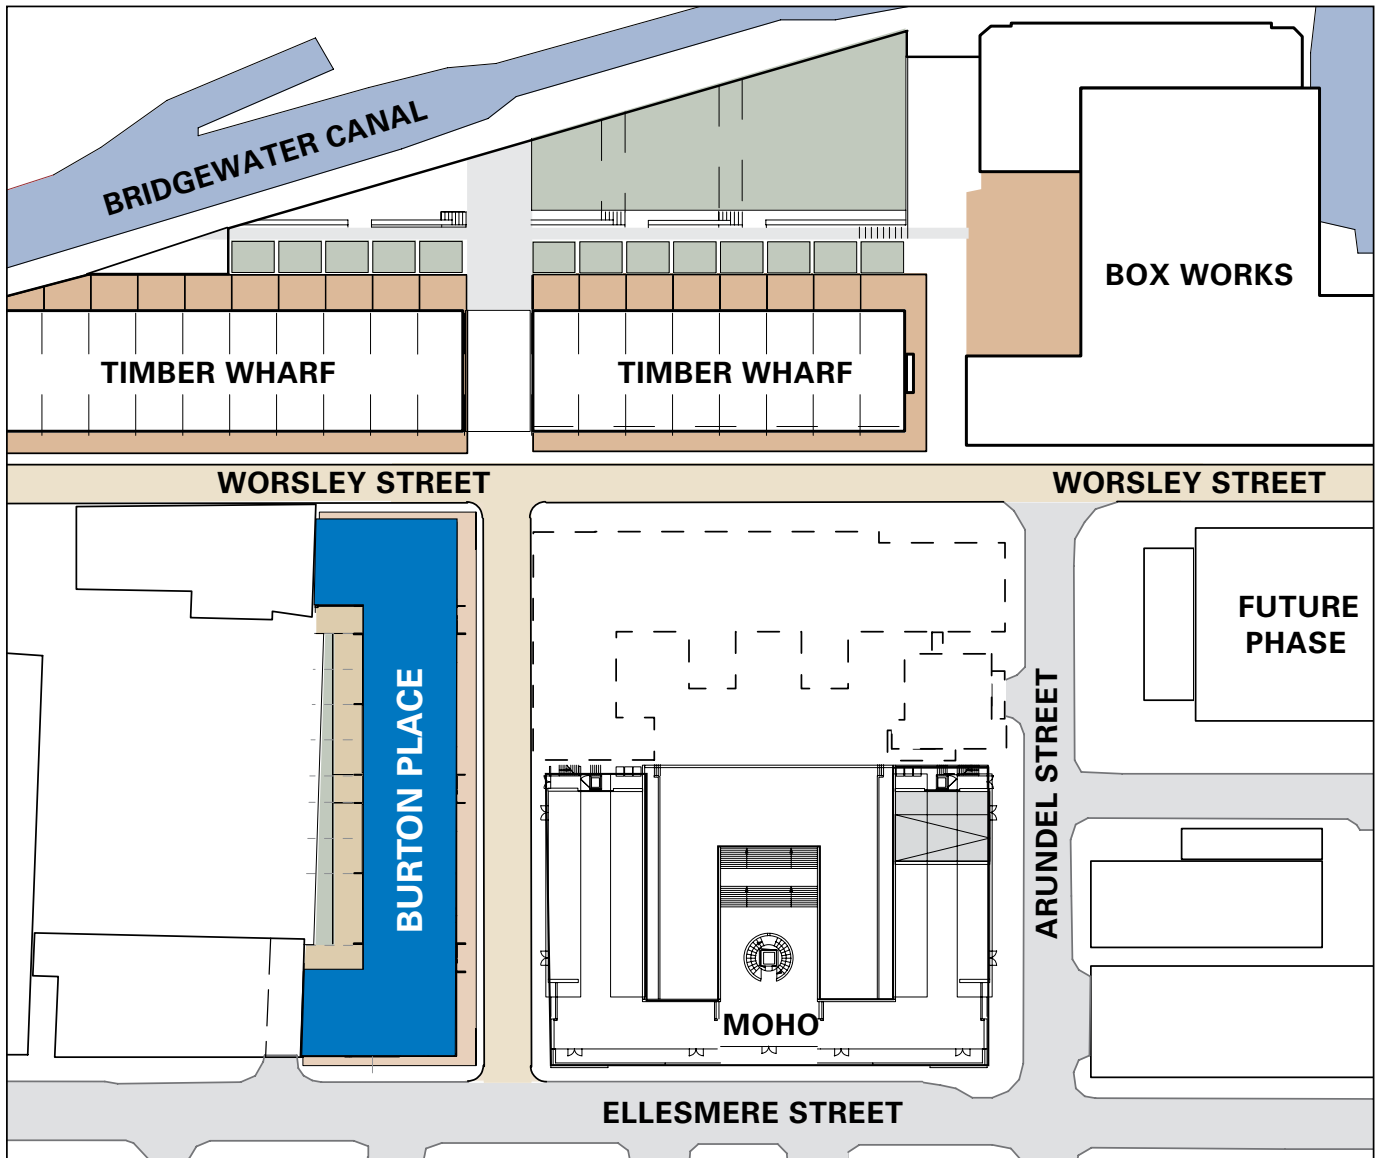 BRIDGEWATER CANAL
BOX WORKS
TIMBER WHARF
TIMBER WHARF
WORSLEY STREET
WORSLEY STREET
FUTURE
PHASE
BURTON PLACE
ARUNDEL STREET
MOHO
ELLESMERE STREET